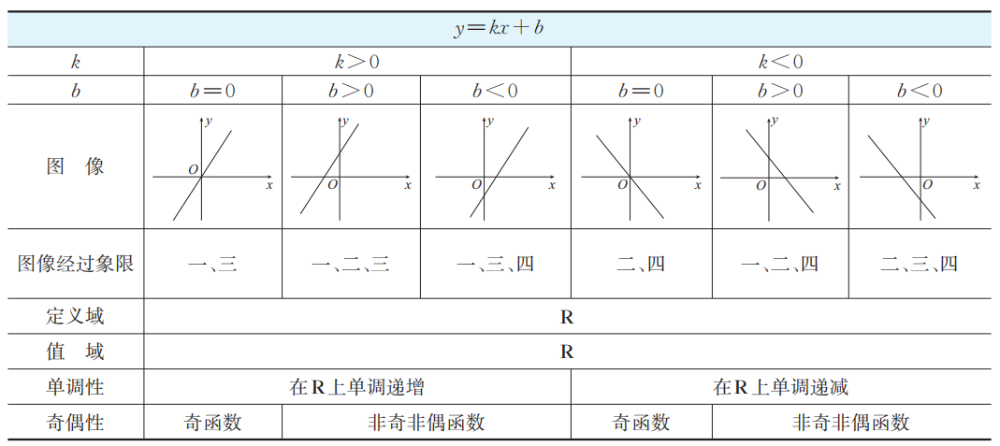 y=kx+b
k k>0 k<0
b b=0 b>0 b<0 b=0 b>0 b<0
图 像 y O x y O x y O x y O x y O x y O x
图像经过象限 一、三 一、二、三 一、三、四 二、四 一、二、四 二、三、四
定义域 R
值 域 R
单调性 在R上单调递增 在R上单调递减
奇偶性 奇函数 非奇非偶函数 奇函数 非奇非偶函数